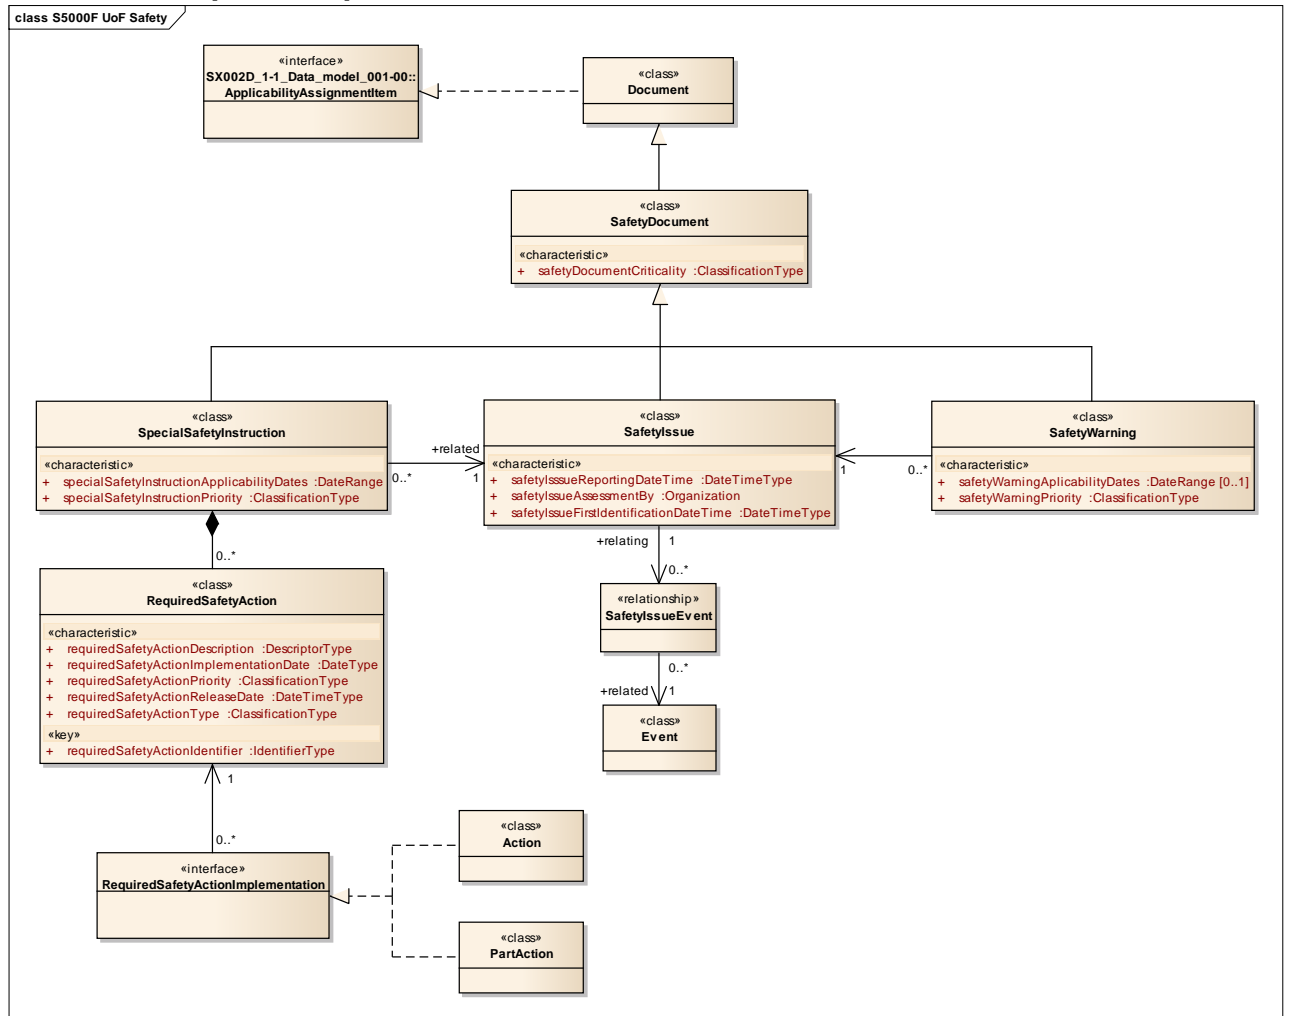 class S5000F UoF Safety
«interface»
SX002D_1-1_Data_model_001-00::
ApplicabilityAssignmentItem
«class»
Document
«class»
SafetyDocument
«characteristic»
+ safetyDocumentCriticality :ClassificationType
«class»
SpecialSafetyInstruction
«characteristic»
+ specialSafetyInstructionApplicabilityDates :DateRange
+ specialSafetyInstructionPriority :ClassificationType
+related
0..*
1
«class»
SafetyIssue
«characteristic»
+ safetyIsssueReportingDateTime :DateTimeType
+ safetyIssueAssessmentBy :Organization
+ safetyIssueFirstIdentificationDateTime :DateTimeType
1
0..*
«class»
SafetyWarning
«characteristic»
+ safetyWarningAplicabilityDates :DateRange [0..1]
+ safetyWarningPriority :ClassificationType
0..*
«class»
RequiredSafetyAction
«characteristic»
+ requiredSafetyActionDescription :DescriptorType
+ requiredSafetyActionImplementationDate :DateType
+ requiredSafetyActionPriority :ClassificationType
+ requiredSafetyActionReleaseDate :DateTimeType
+ requiredSafetyActionType :ClassificationType
«key»
+ requiredSafetyActionIdentifier :IdentifierType
+relating 1
0..*
«relationship»
SafetyIssueEvent
0..*
+related 1
«class»
Event
1
0..*
«interface»
RequiredSafetyActionImplementation
«class»
Action
«class»
PartAction